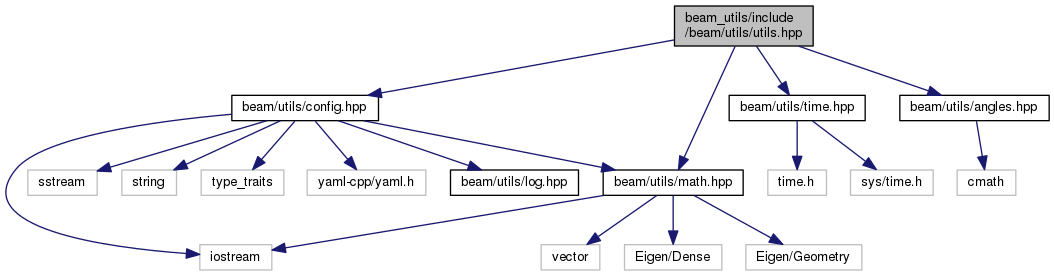 beam_utils/include
/beam/utils/utils.hpp
beam/utils/config.hpp
beam/utils/time.hpp
beam/utils/angles.hpp
sstream
string
type_traits
yaml-cpp/yaml.h
beam/utils/log.hpp
beam/utils/math.hpp
time.h
sys/time.h
cmath
iostream
vector
Eigen/Dense
Eigen/Geometry